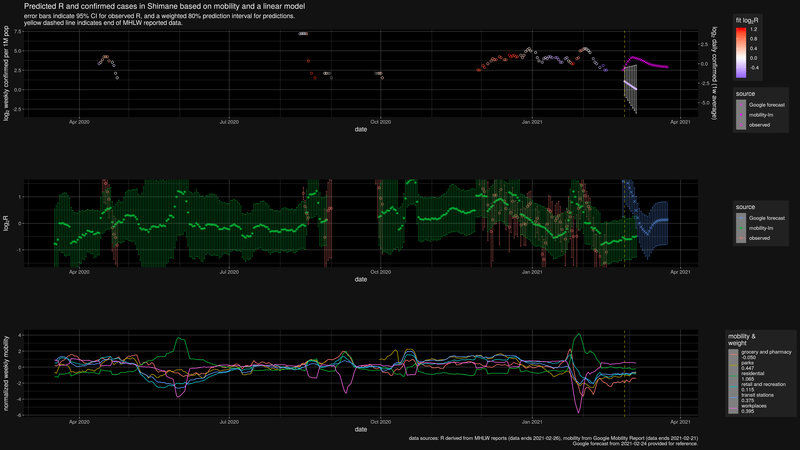 Predicted R and confirmed cases in Shimane based on mobility and a linear model
error bars indicate 95% CI for observed R, and a weighted 80% prediction interval for predictions.
yellow dashed line indicates end of MHLW reported data.
log2 weekly confirmed per 1M pop
7.5
5.0
2.5
0.0
2.5
-2.5
0.0
-2.5
-5.0
log2 daily confirmed (1w average)
Apr 2020
Jul 2020
Oct 2020
Jan 2021
Apr 2021
date
fit log2R
1.2
0.8
0.4
0.0
-0.4
source
Google forecast
mobility-lm
observed
log2R
1
0
-1
Apr 2020
Jul 2020
Oct 2020
Jan 2021
Apr 2021
date
source
Google forecast
mobility-lm
observed
normalized weekly mobility
4
2
0
-2
-4
-6
Apr 2020
Jul 2020
Oct 2020
Jan 2021
Apr 2021
date
mobility &
weight
grocery and pharmacy
-0.050
parks
0.447
residential
1.065
retail and recreation
0.115
transit stations
0.375
workplaces
0.395
data sources: R derived from MHLW reports (data ends 2021-02-26), mobility from Google Mobility Report (data ends 2021-02-21)
Google forecast from 2021-02-24 provided for reference.